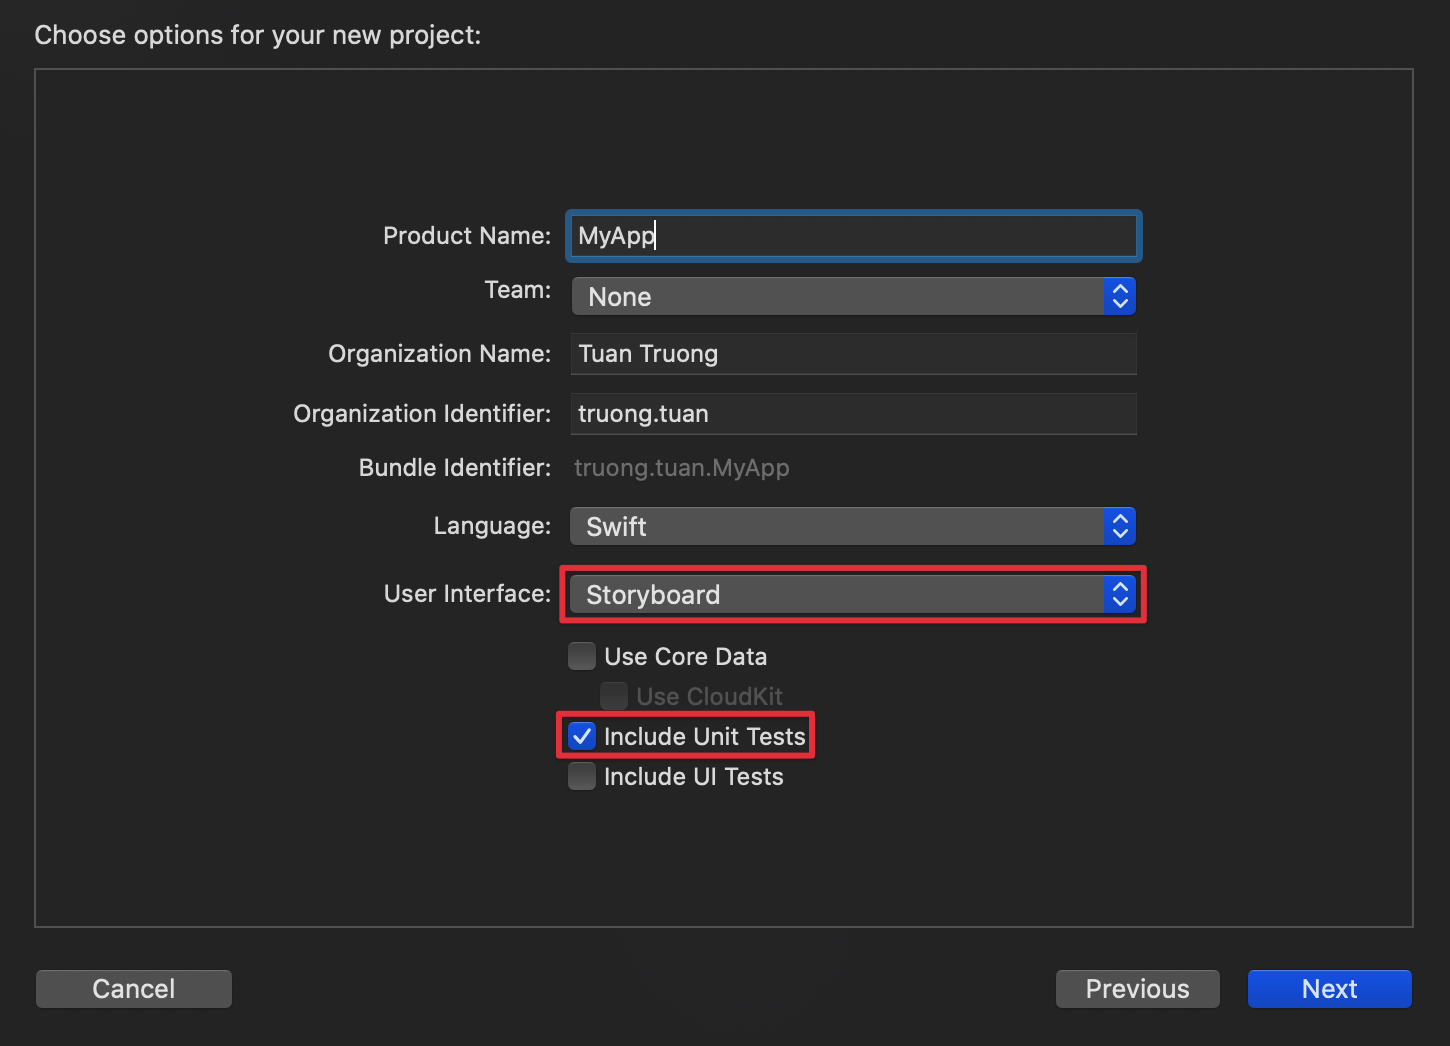 Choose options for your new project:
Product Name: MyApp
Team: None
Organization Name: Tuan Truong
Organization Identifier: truong.tuan
Bundle Identifier: truong.tuan.MyApp
Language: Swift
User Interface: Storyboard
Use Core Data
Use CloudKit
Include Unit Tests
Include UI Tests
Cancel Previous Next